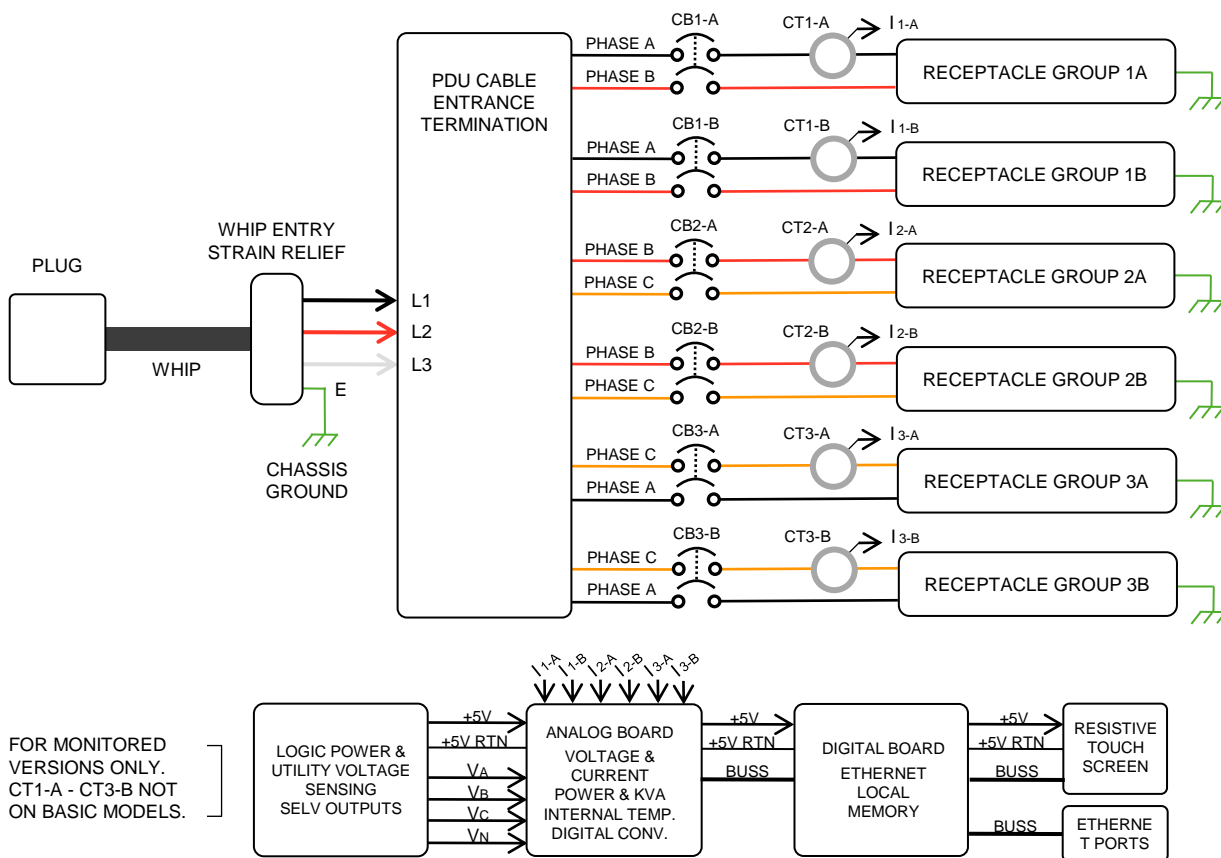 CB1-A
CT1-A
I 1-A
PHASE A
PHASE B
RECEPTACLE GROUP 1A
PDU CABLE
ENTRANCE
TERMINATION
CB1-B
CT1-B
I 1-B
PHASE A
PHASE B
RECEPTACLE GROUP 1B
CB2-A
CT2-A
I 2-A
PHASE B
PHASE C
RECEPTACLE GROUP 2A
WHIP ENTRY
STRAIN RELIEF
PLUG
WHIP
L1
L2
L3
E
CHASSIS
GROUND
CB2-B
CT2-B
I 2-B
PHASE B
PHASE C
RECEPTACLE GROUP 2B
CB3-A
CT3-A
I 3-A
PHASE C
PHASE A
RECEPTACLE GROUP 3A
CB3-B
CT3-B
I 3-B
PHASE C
PHASE A
RECEPTACLE GROUP 3B
I 1-A
I 1-B
I 2-A
I 2-B
I 3-A
I 3-B
FOR MONITORED
VERSIONS ONLY.
CT1-A - CT3-B NOT
ON BASIC MODELS.
LOGIC POWER &
UTILITY VOLTAGE
SENSING
SELV OUTPUTS
+5V
+5V RTN
VA
VB
VC
VN
ANALOG BOARD
VOLTAGE &
CURRENT
POWER & KVA
INTERNAL TEMP.
DIGITAL CONV.
+5V
+5V RTN
BUSS
DIGITAL BOARD
ETHERNET
LOCAL
MEMORY
+5V
+5V RTN
BUSS
BUSS
RESISTIVE
TOUCH
SCREEN
ETHERNE
T PORTS